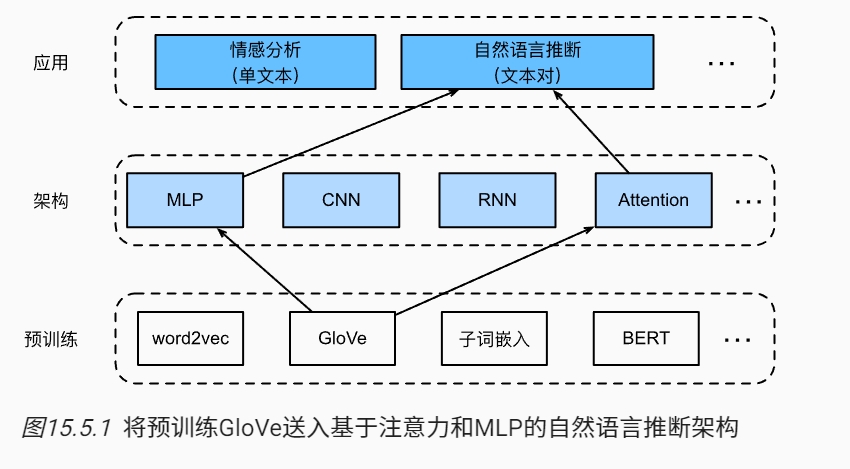 应用
情感分析
(单文本)
自然语言推断
(文本对)
...
架构
MLP
CNN
RNN
Attention
...
预训练
word2vec
GloVe
子词嵌入
BERT
...
图15.5.1 将预训练GloVe送入基于注意力和MLP的自然语言推断架构